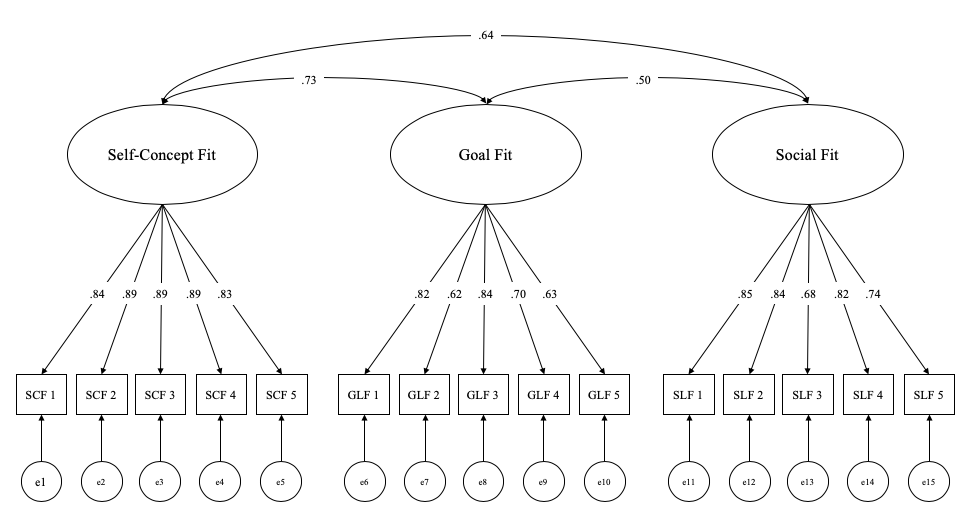 .64
.73
.50
Self-Concept Fit
Goal Fit
Social Fit
.84 .89 .89 .89 .83
.82 .62 .84 .70 .63
.85 .84 .68 .82 .74
SCF 1 SCF 2 SCF 3 SCF 4 SCF 5
GLF 1 GLF 2 GLF 3 GLF 4 GLF 5
SLF 1 SLF 2 SLF 3 SLF 4 SLF 5
e1 e2 e3 e4 e5
e6 e7 e8 e9 e10
e11 e12 e13 e14 e15